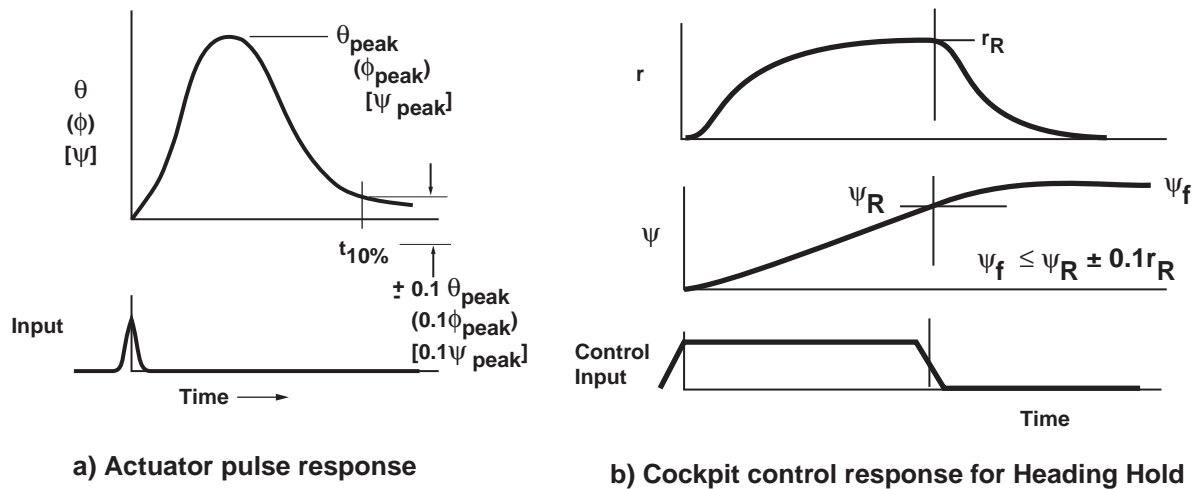 θpeak
(ϕpeak)
[ψ peak]
θ
(ϕ)
[ψ]
t10%
± 0.1 θpeak
(0.1ϕpeak)
[0.1ψ peak]
Input
Time
a) Actuator pulse response
rR
r
ψR
ψf
ψ
ψf ≤ ψR ± 0.1rR
Control
Input
Time
b) Cockpit control response for Heading Hold